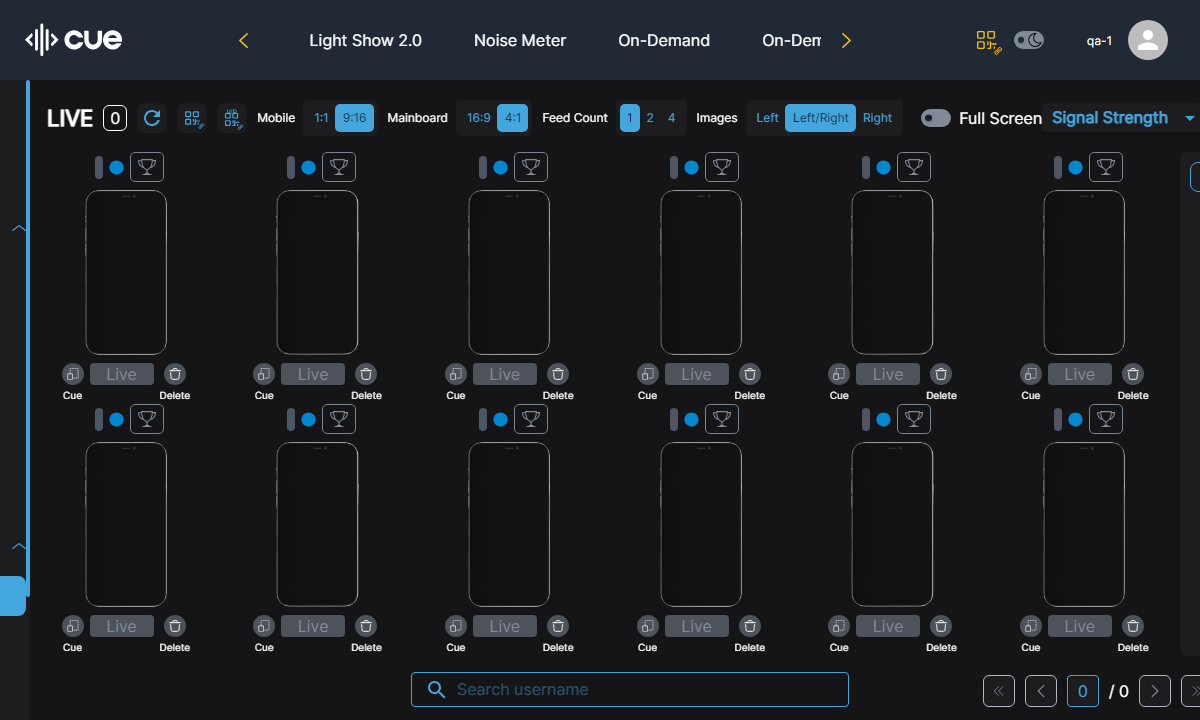 cue
Light Show 2.0 Noise Meter On-Demand On-Dem
qa-1
LIVE 0 Mobile 1:1 9:16 Mainboard 16:9 4:1 Feed Count 1 2 4 Images Left Left/Right Right Full Screen Signal Strength
Live Live Live Live Live Live
Cue Delete Cue Delete Cue Delete Cue Delete Cue Delete Cue Delete
Live Live Live Live Live Live
Cue Delete Cue Delete Cue Delete Cue Delete Cue Delete Cue Delete
Search username
0 / 0